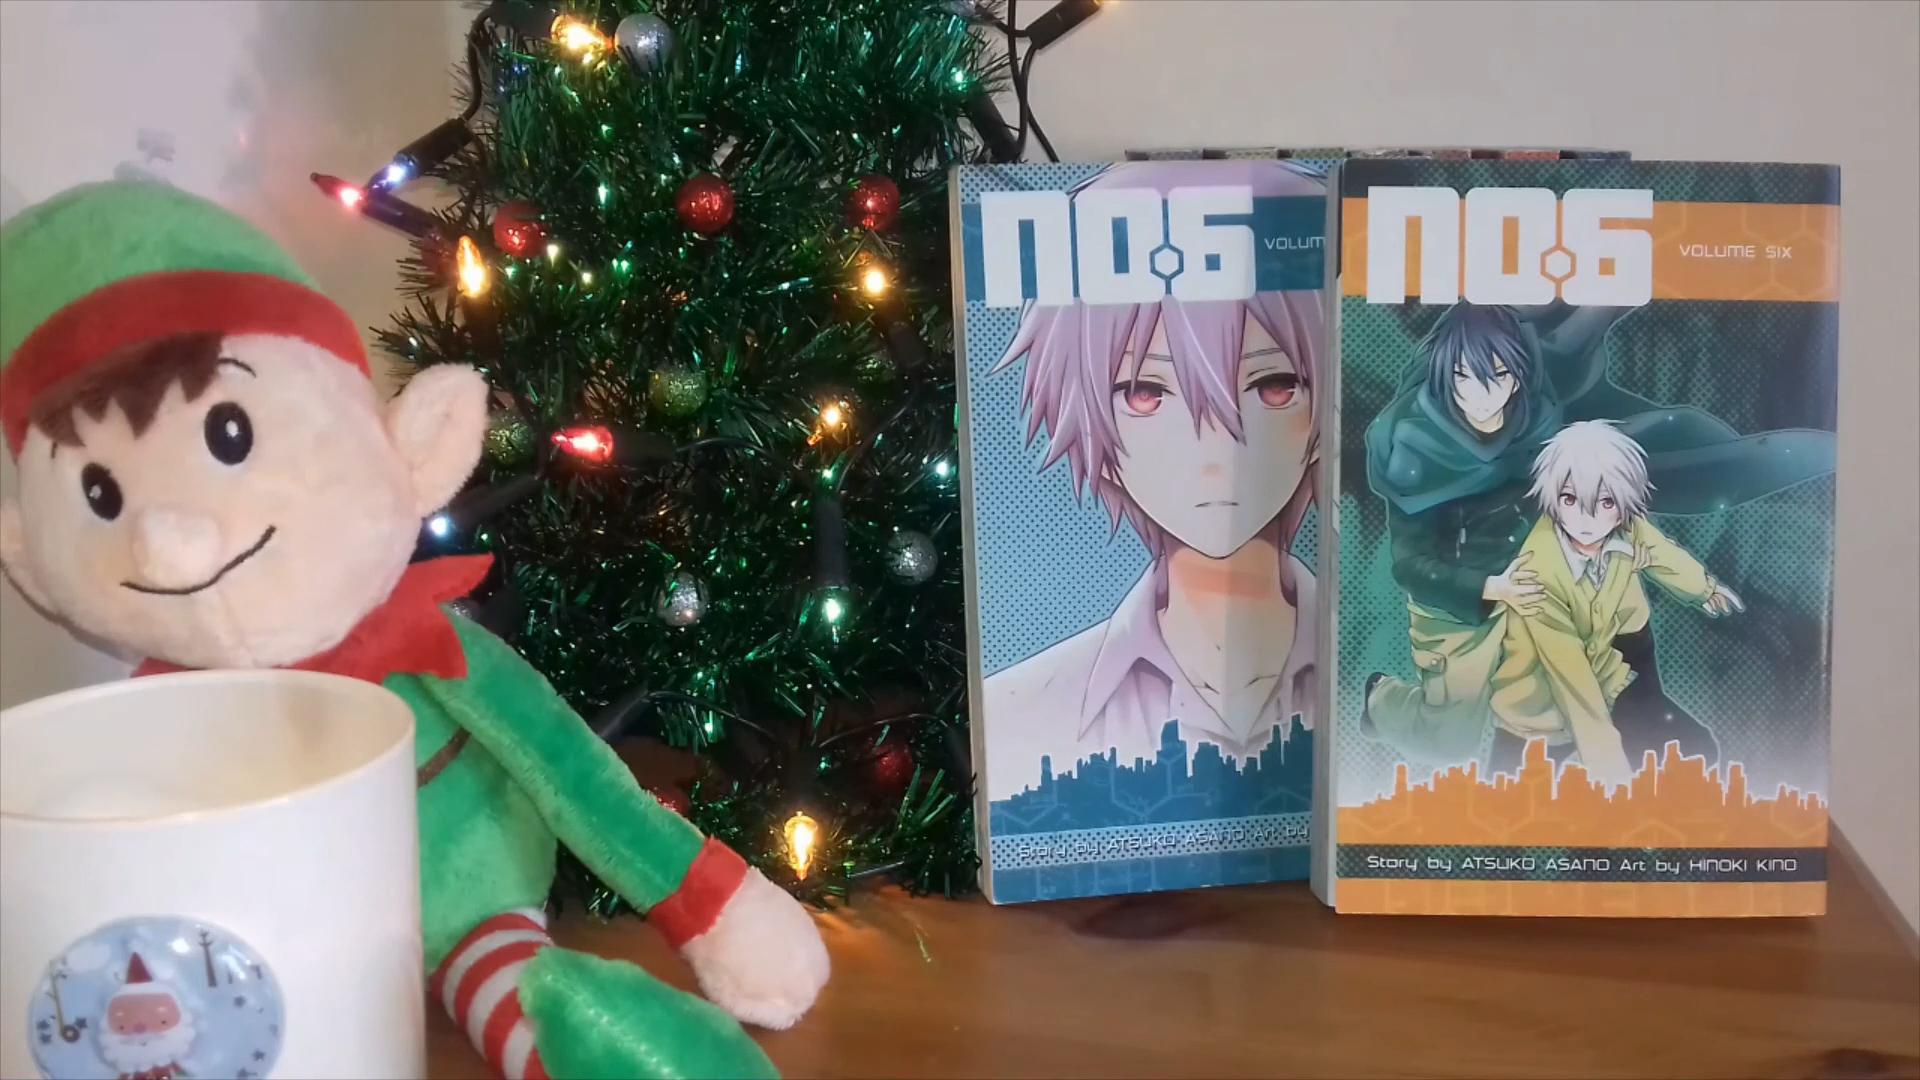 NO.6
VOLUM
Story by ATSUKO ASANO Art by
NO.6
VOLUME SIX
Story by ATSUKO ASANO Art by HINOKI KINO